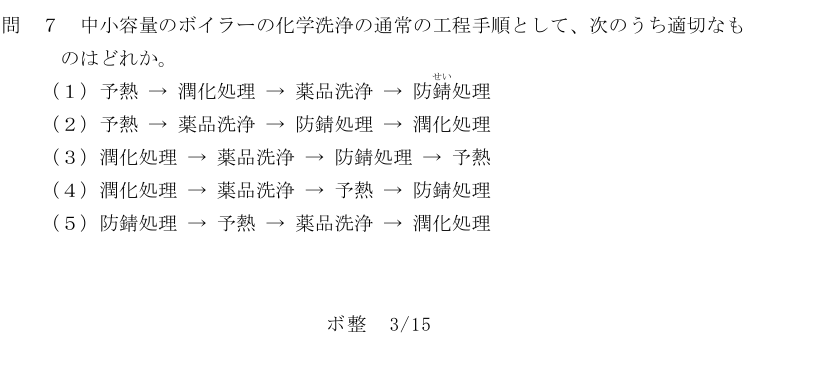 問　７　中小容量のボイラーの化学洗浄の通常の工程手順として、次のうち適切なも
のはどれか。
せい
（１）予熱 → 潤化処理 → 薬品洗浄 → 防錆処理
（２）予熱 → 薬品洗浄 → 防錆処理 → 潤化処理
（３）潤化処理 → 薬品洗浄 → 防錆処理 → 予熱
（４）潤化処理 → 薬品洗浄 → 予熱 → 防錆処理
（５）防錆処理 → 予熱 → 薬品洗浄 → 潤化処理
ボ整　3/15